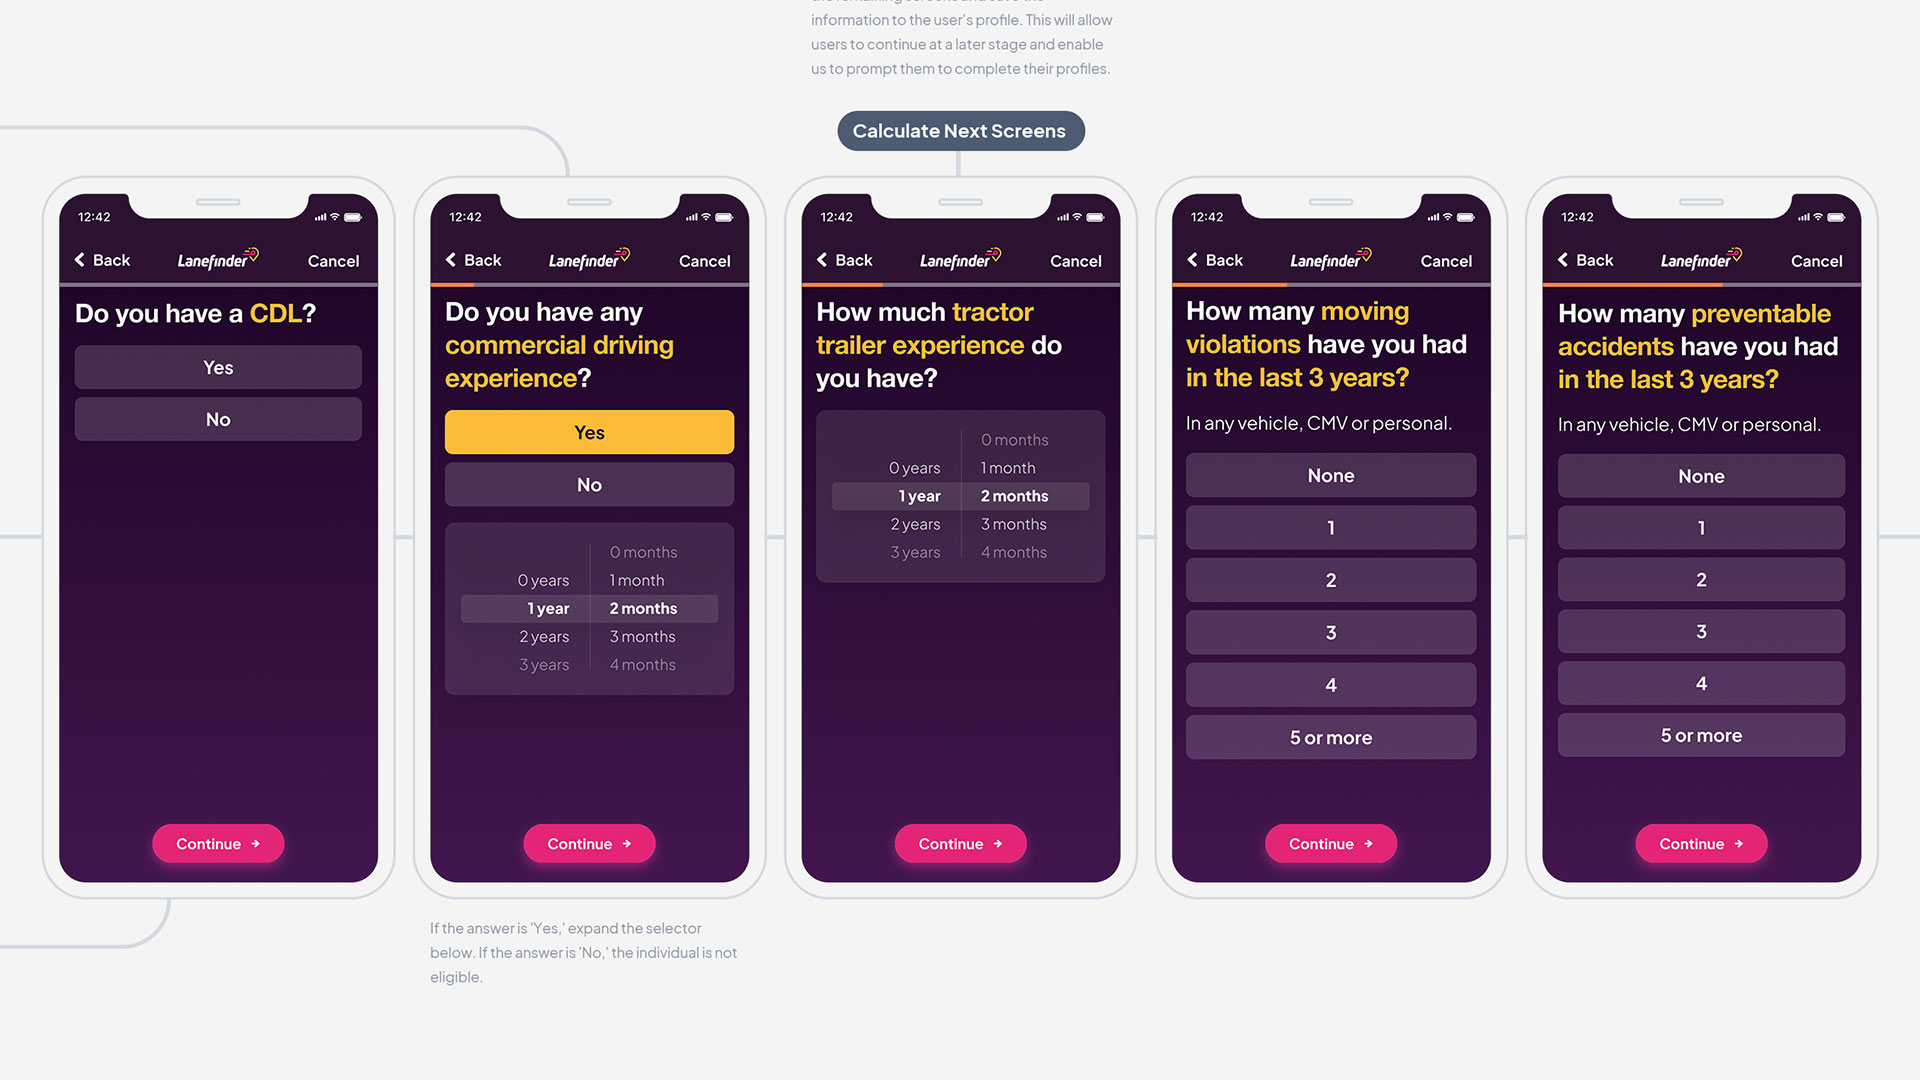 information to the user's profile. This will allow
users to continue at a later stage and enable
us to prompt them to complete their profiles.
Calculate Next Screens
12:42
Back
Lanefinder
Cancel
Do you have a CDL?
Yes
No
Continue
12:42
Back
Lanefinder
Cancel
Do you have any
commercial driving
experience?
Yes
No
0 months
0 years 1 month
1 year 2 months
2 years 3 months
3 years 4 months
Continue
If the answer is 'Yes,' expand the selector
below. If the answer is 'No,' the individual is not
eligible.
12:42
Back
Lanefinder
Cancel
How much tractor
trailer experience do
you have?
0 months
0 years 1 month
1 year 2 months
2 years 3 months
3 years 4 months
Continue
12:42
Back
Lanefinder
Cancel
How many moving
violations have you had
in the last 3 years?
In any vehicle, CMV or personal.
None
1
2
3
4
5 or more
Continue
12:42
Back
Lanefinder
Cancel
How many preventable
accidents have you had
in the last 3 years?
In any vehicle, CMV or personal.
None
1
2
3
4
5 or more
Continue